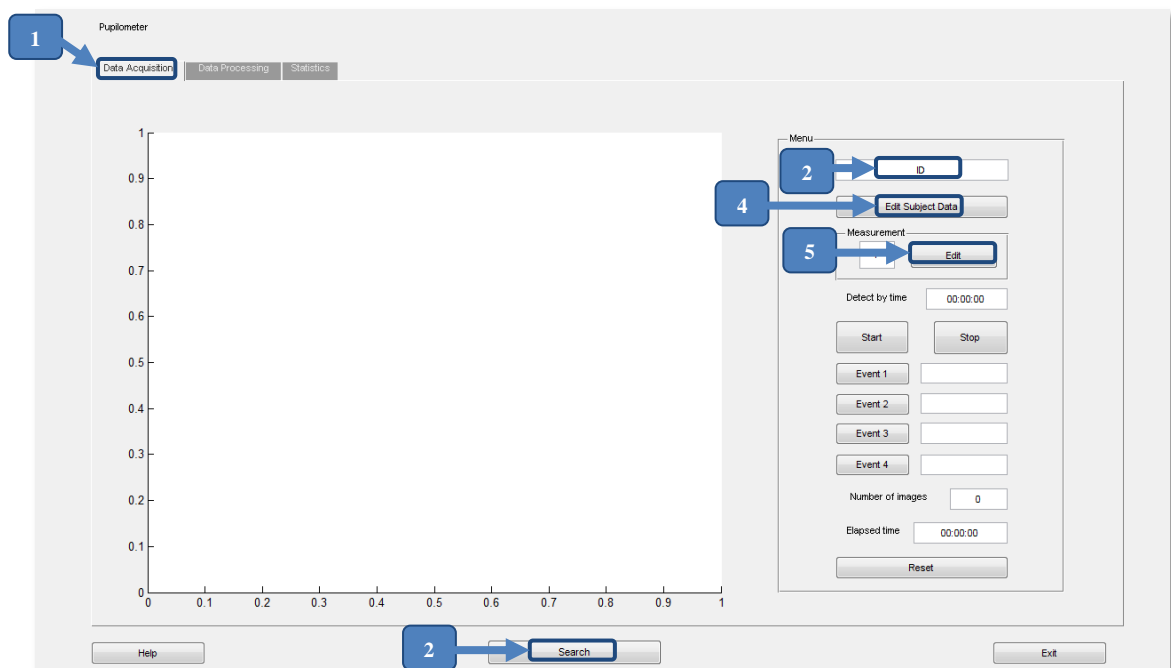 Pupilometer
1
Data Acquisition Data Processing Statistics
Menu
2 ID
4 Edit Subject Data
Measurement
5 Edit
Detect by time 00:00:00
Start Stop
Event 1
Event 2
Event 3
Event 4
Number of images 0
Elapsed time 00:00:00
Reset
1
0.9
0.8
0.7
0.6
0.5
0.4
0.3
0.2
0.1
0
0 0.1 0.2 0.3 0.4 0.5 0.6 0.7 0.8 0.9 1
Help 2 Search Exit